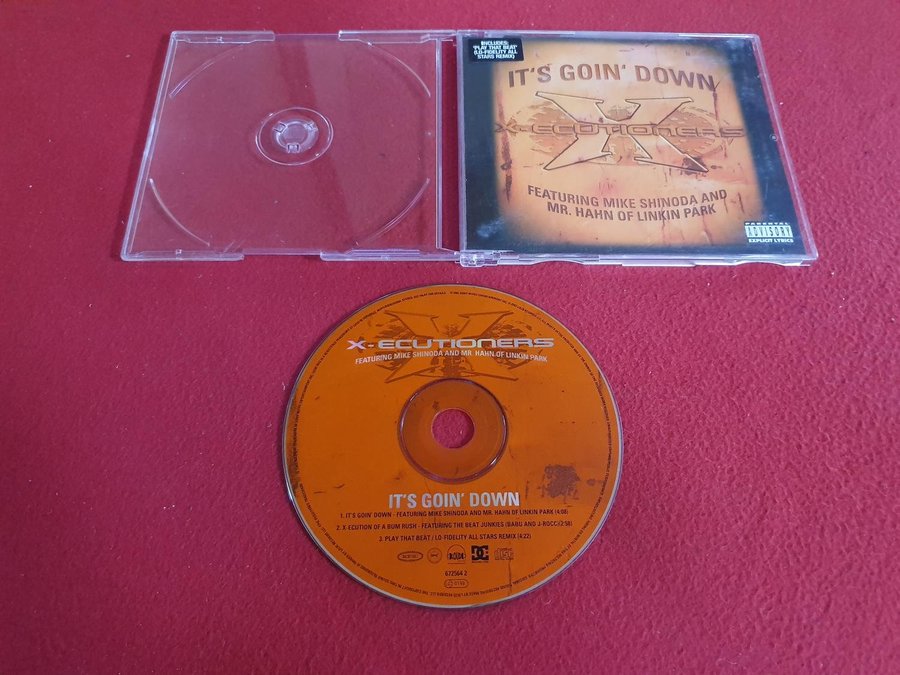 INCLUDES:
'PLAY THAT BEAT'
(LO-FIDELITY ALL
STARS REMIX)
IT'S GOIN' DOWN
X-ECUTIONERS
FEATURING MIKE SHINODA AND
MR. HAHN OF LINKIN PARK
PARENTAL
ADVISORY
EXPLICIT LYRICS
X-ECUTIONERS
FEATURING MIKE SHINODA AND MR. HAHN OF LINKIN PARK
IT'S GOIN' DOWN
1. IT'S GOIN' DOWN - FEATURING MIKE SHINODA AND MR. HAHN OF LINKIN PARK (4:08)
2. X-ECUTION OF A BUM RUSH - FEATURING THE BEAT JUNKIES (BABU AND J-ROCC)(2:58)
3. PLAY THAT BEAT / LO-FIDELITY ALL STARS REMIX (4:22)
672564 2